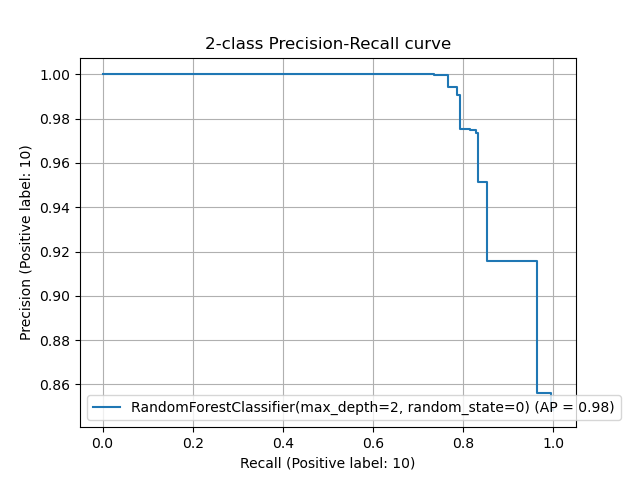 2-class Precision-Recall curve
Precision (Positive label: 10)
1.00
0.98
0.96
0.94
0.92
0.90
0.88
0.86
RandomForestClassifier(max_depth=2, random_state=0) (AP = 0.98)
0.0 0.2 0.4 0.6 0.8 1.0
Recall (Positive label: 10)